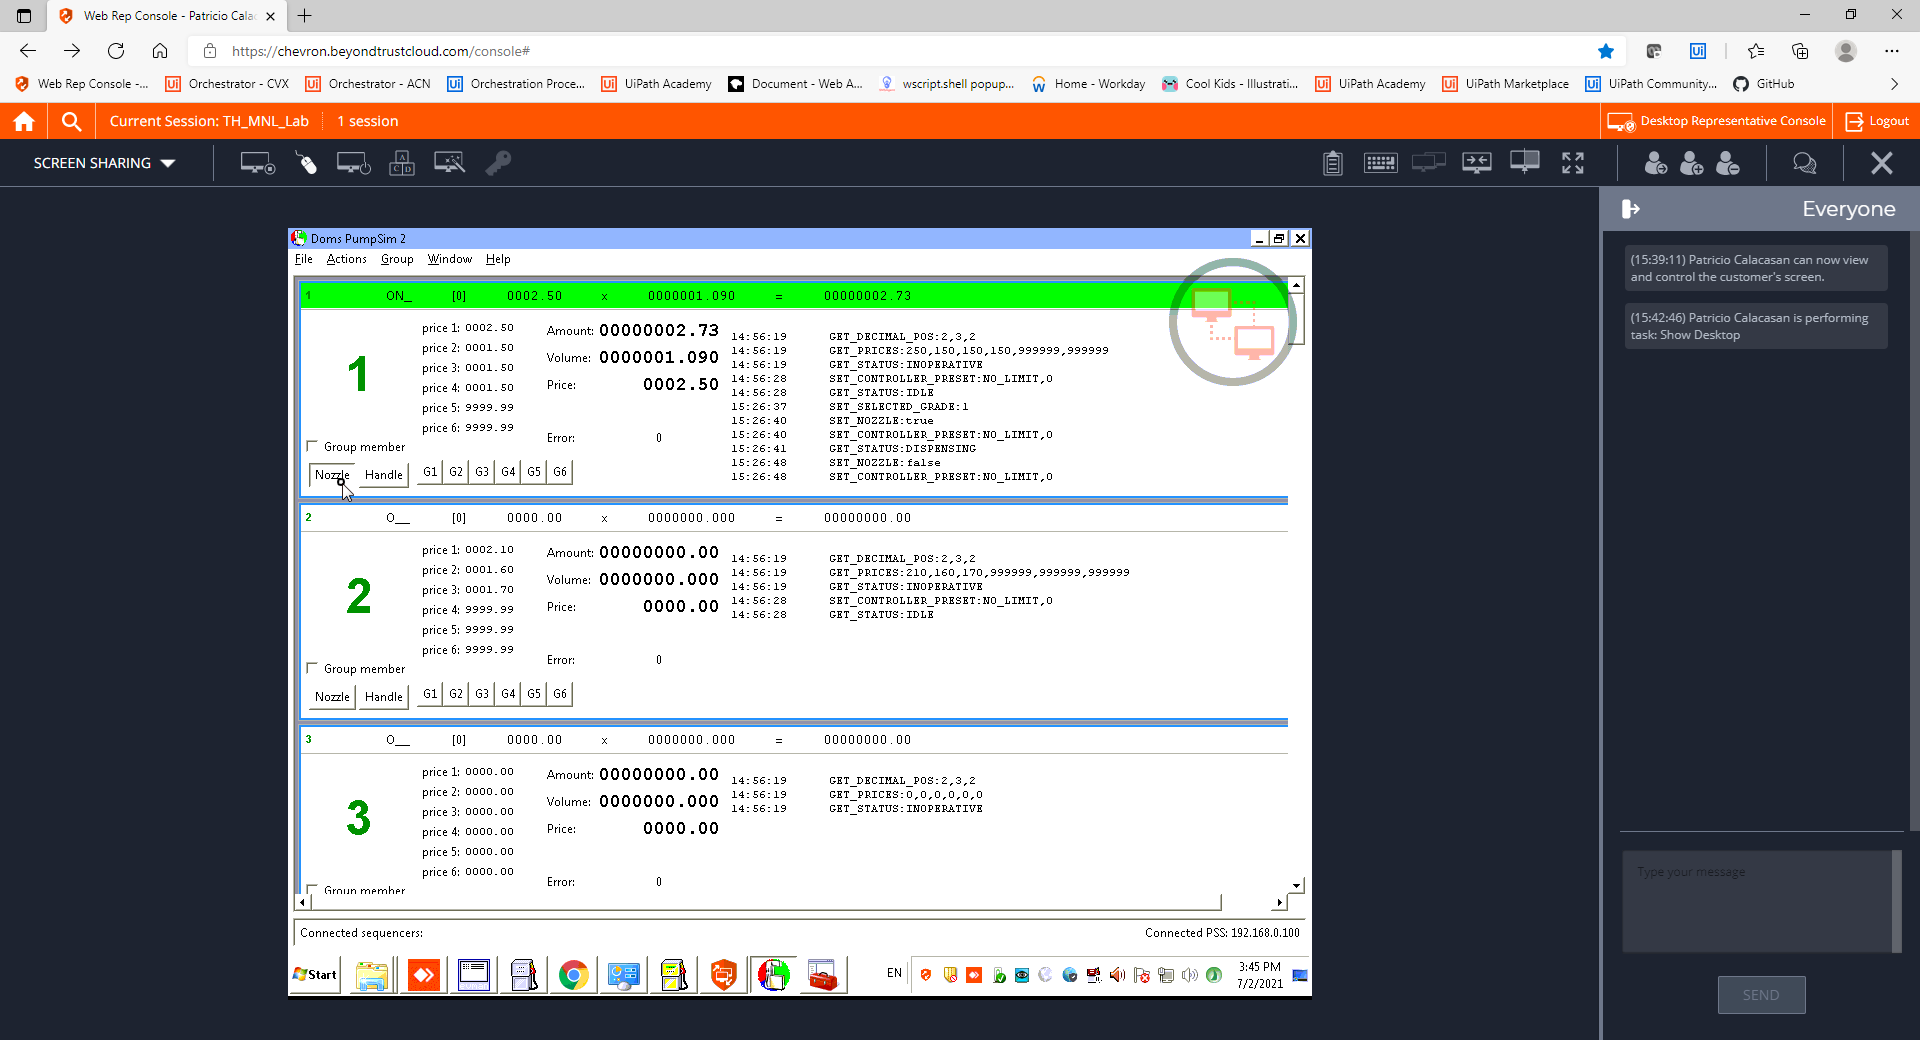 Web Rep Console - Patricio Cala
https://chevron.beyondtrustcloud.com/console#
Web Rep Console -... Orchestrator - CVX Orchestrator - ACN Orchestration Proce... UiPath Academy Document - Web A... wscript.shell popup... Home - Workday Cool Kids - Illustrati... UiPath Academy UiPath Marketplace UiPath Community... GitHub
Current Session: TH_MNL_Lab 1 session Desktop Representative Console Logout
SCREEN SHARING
Everyone
(15:39:11) Patricio Calacasan can now view
and control the customer's screen.
(15:42:46) Patricio Calacasan is performing
task: Show Desktop
Type your message
SEND
Doms PumpSim 2
File Actions Group Window Help
1 ON_ [0] 0002.50 x 0000001.090 = 00000002.73
1
price 1: 0002.50
price 2: 0001.50
price 3: 0001.50
price 4: 0001.50
price 5: 9999.99
price 6: 9999.99
Amount: 00000002.73
Volume: 0000001.090
Price: 0002.50
Error: 0
14:56:19 GET_DECIMAL_POS:2,3,2
14:56:19 GET_PRICES:250,150,150,150,999999,999999
14:56:19 GET_STATUS:INOPERATIVE
14:56:28 SET_CONTROLLER_PRESET:NO_LIMIT,0
14:56:28 GET_STATUS:IDLE
15:26:37 SET_SELECTED_GRADE:1
15:26:40 SET_NOZZLE:true
15:26:40 SET_CONTROLLER_PRESET:NO_LIMIT,0
15:26:41 GET_STATUS:DISPENSING
15:26:48 SET_NOZZLE:false
15:26:48 SET_CONTROLLER_PRESET:NO_LIMIT,0
Group member
Nozzle Handle G1 G2 G3 G4 G5 G6
2 O__ [0] 0000.00 x 0000000.000 = 00000000.00
2
price 1: 0002.10
price 2: 0001.60
price 3: 0001.70
price 4: 9999.99
price 5: 9999.99
price 6: 9999.99
Amount: 00000000.00
Volume: 0000000.000
Price: 0000.00
Error: 0
14:56:19 GET_DECIMAL_POS:2,3,2
14:56:19 GET_PRICES:210,160,170,999999,999999,999999
14:56:19 GET_STATUS:INOPERATIVE
14:56:28 SET_CONTROLLER_PRESET:NO_LIMIT,0
14:56:28 GET_STATUS:IDLE
Group member
Nozzle Handle G1 G2 G3 G4 G5 G6
3 O__ [0] 0000.00 x 0000000.000 = 00000000.00
3
price 1: 0000.00
price 2: 0000.00
price 3: 0000.00
price 4: 0000.00
price 5: 0000.00
price 6: 0000.00
Amount: 00000000.00
Volume: 0000000.000
Price: 0000.00
Error: 0
14:56:19 GET_DECIMAL_POS:2,3,2
14:56:19 GET_PRICES:0,0,0,0,0,0
14:56:19 GET_STATUS:INOPERATIVE
Group member
Connected sequencers: Connected PSS: 192.168.0.100
Start EN 3:45 PM
7/2/2021